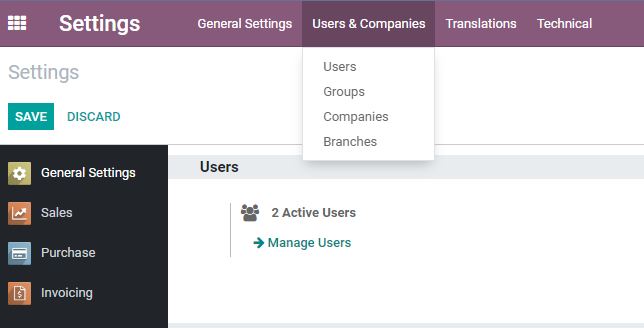 Settings
General Settings
Users & Companies
Translations
Technical
Users
Groups
Companies
Branches
Settings
SAVE
DISCARD
General Settings
Sales
Purchase
Invoicing
Users
2 Active Users
Manage Users